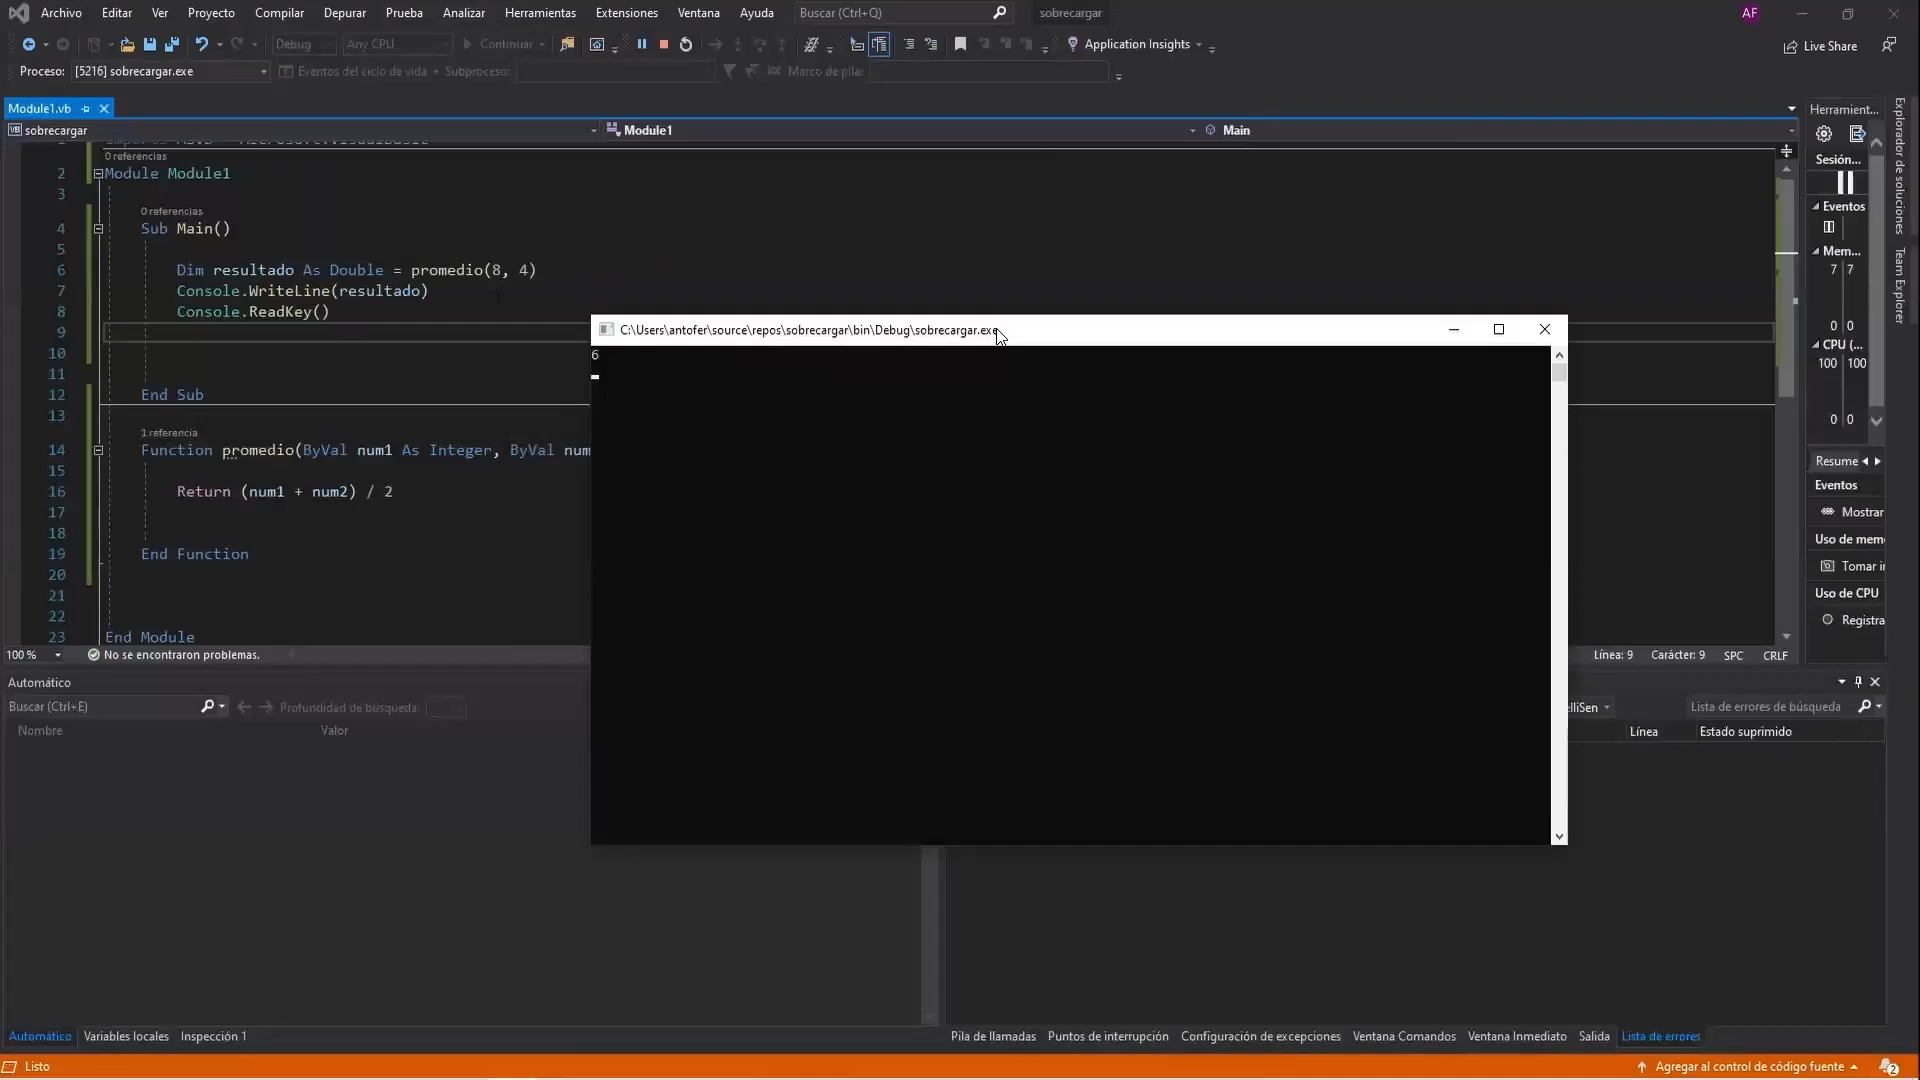 Archivo Editar Ver Proyecto Compilar Depurar Prueba Analizar Herramientas Extensiones Ventana Ayuda Buscar (Ctrl+Q) sobrecargar AF
Debug Any CPU Continuar Application Insights Live Share
Proceso: [5216] sobrecargar.exe Eventos del ciclo de vida Subproceso: Marco de pila:
Module1.vb
sobrecargar Module1 Main
0 referencias
2 Module Module1
3
0 referencias
4 Sub Main()
5
6 Dim resultado As Double = promedio(8, 4)
7 Console.WriteLine(resultado)
8 Console.ReadKey()
9
10
11
12 End Sub
13
1 referencia
14 Function promedio(ByVal num1 As Integer, ByVal num
15
16 Return (num1 + num2) / 2
17
18
19 End Function
20
21
22
23 End Module
100 % No se encontraron problemas. Línea: 9 Carácter: 9 SPC CRLF
C:\Users\antofer\source\repos\sobrecargar\bin\Debug\sobrecargar.exe
6
Herramient...
Sesión...
Eventos
Mem...
7 7
0 0
CPU (...
100 100
0 0
Resume
Eventos
Mostrar
Uso de mem
Tomar in
Uso de CPU
Registra
Explorador de soluciones
Team Explorer
Automático
Buscar (Ctrl+E) Profundidad de búsqueda:
Nombre Valor
elliSen Lista de errores de búsqueda
Línea Estado suprimido
Automático Variables locales Inspección 1
Pila de llamadas Puntos de interrupción Configuración de excepciones Ventana Comandos Ventana Inmediato Salida Lista de errores
Listo Agregar al control de código fuente 2